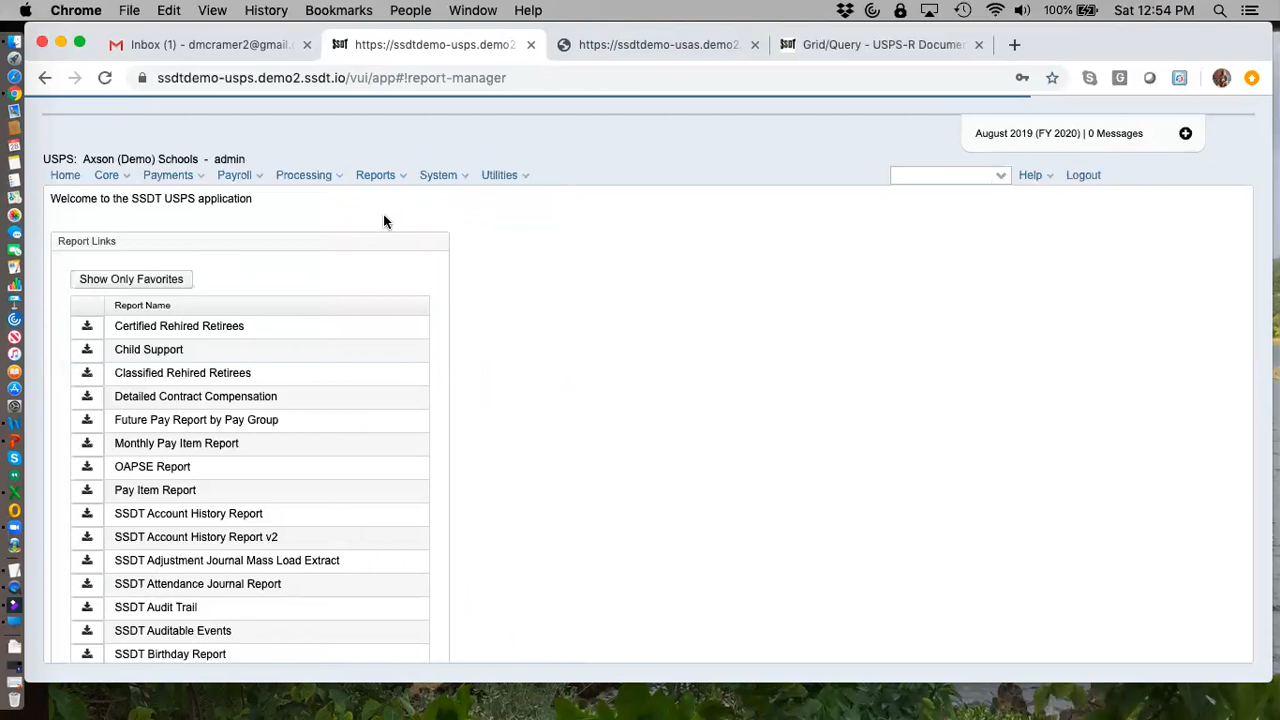 Chrome File Edit View History Bookmarks People Window Help 100% Sat 12:54 PM
Inbox (1) - dmcramer2@gmail. https://ssdtdemo-usps.demo2 https://ssdtdemo-usas.demo2. Grid/Query - USPS-R Docume
ssdtdemo-usps.demo2.ssdt.io/vui/app#!report-manager
August 2019 (FY 2020) | 0 Messages
USPS: Axson (Demo) Schools - admin
Home Core Payments Payroll Processing Reports System Utilities Help Logout
Welcome to the SSDT USPS application
Report Links
Show Only Favorites
Report Name
Certified Rehired Retirees
Child Support
Classified Rehired Retirees
Detailed Contract Compensation
Future Pay Report by Pay Group
Monthly Pay Item Report
OAPSE Report
Pay Item Report
SSDT Account History Report
SSDT Account History Report v2
SSDT Adjustment Journal Mass Load Extract
SSDT Attendance Journal Report
SSDT Audit Trail
SSDT Auditable Events
SSDT Birthday Report